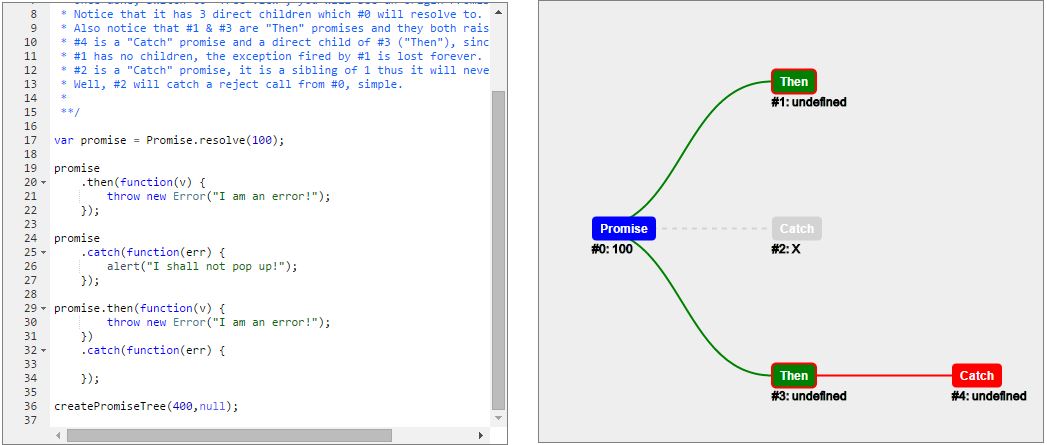 8 * Notice that it has 3 direct children which #0 will resolve to.
9 * Also notice that #1 & #3 are "Then" promises and they both rais
10 * #4 is a "Catch" promise and a direct child of #3 ("Then"), sinc
11 * #1 has no children, the exception fired by #1 is lost forever.
12 * #2 is a "Catch" promise, it is a sibling of 1 thus it will neve
13 * Well, #2 will catch a reject call from #0, simple.
14 *
15 **/
16
17 var promise = Promise.resolve(100);
18
19 promise
20 .then(function(v) {
21 throw new Error("I am an error!");
22 });
23
24 promise
25 .catch(function(err) {
26 alert("I shall not pop up!");
27 });
28
29 promise.then(function(v) {
30 throw new Error("I am an error!");
31 })
32 .catch(function(err) {
33
34 });
35
36 createPromiseTree(400,null);
37
Then
#1: undefined
Promise
#0: 100
Catch
#2: X
Then
#3: undefined
Catch
#4: undefined